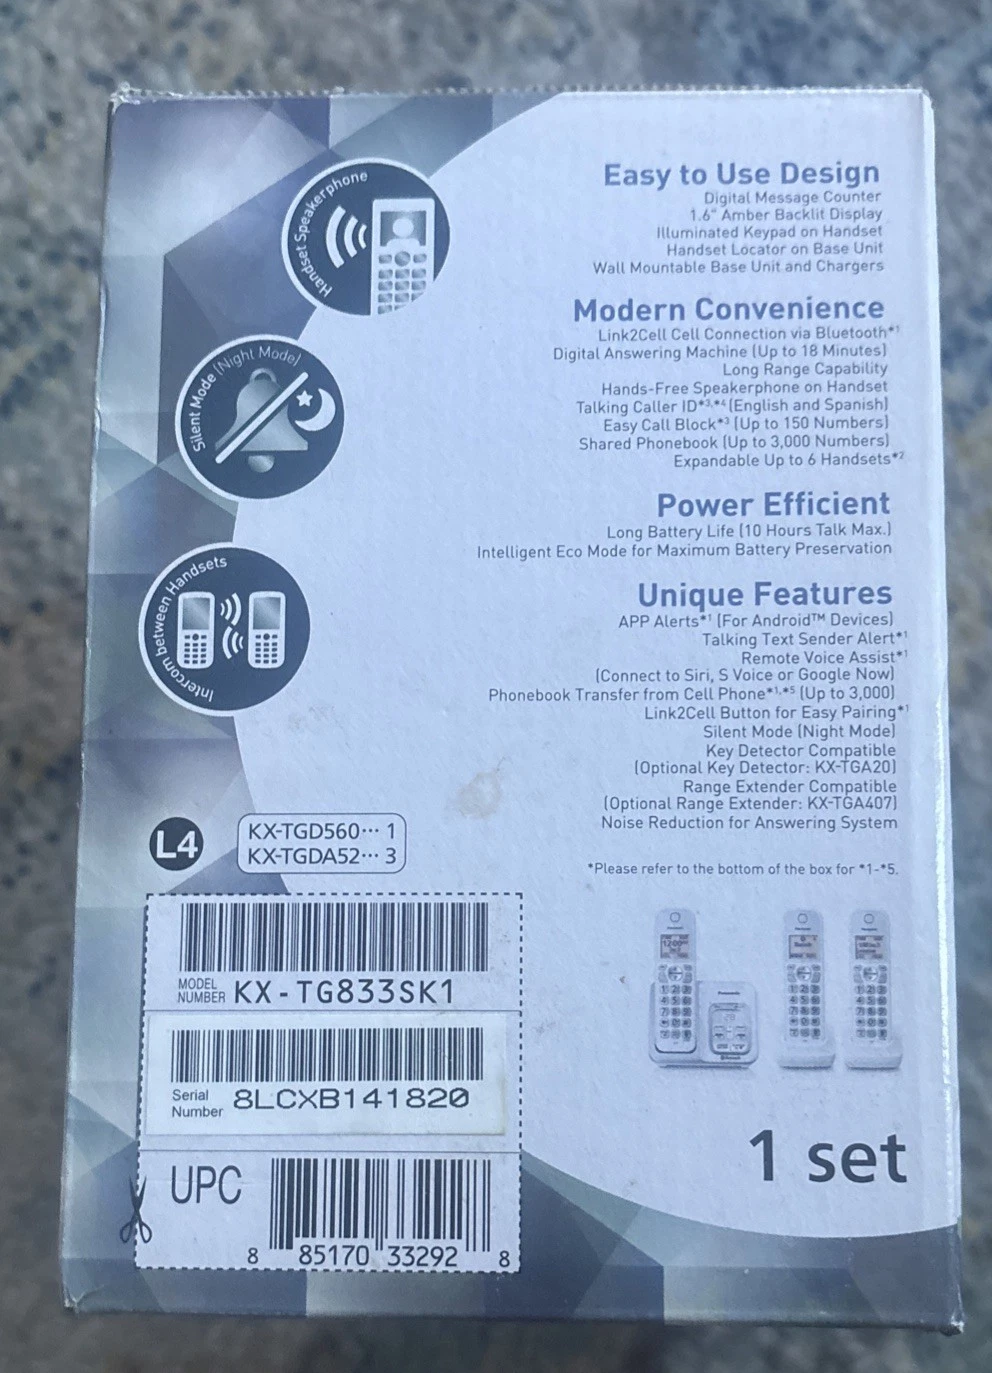 Handset Speakerphone
Silent Mode (Night Mode)
Intercom between Handsets
Easy to Use Design
Digital Message Counter
1.6" Amber Backlit Display
Illuminated Keypad on Handset
Handset Locator on Base Unit
Wall Mountable Base Unit and Chargers
Modern Convenience
Link2Cell Cell Connection via Bluetooth*1
Digital Answering Machine (Up to 18 Minutes)
Long Range Capability
Hands-Free Speakerphone on Handset
Talking Caller ID*3,*4 (English and Spanish)
Easy Call Block*3 (Up to 150 Numbers)
Shared Phonebook (Up to 3,000 Numbers)
Expandable Up to 6 Handsets*2
Power Efficient
Long Battery Life (10 Hours Talk Max.)
Intelligent Eco Mode for Maximum Battery Preservation
Unique Features
APP Alerts*1 (For Android™ Devices)
Talking Text Sender Alert*1
Remote Voice Assist*1
(Connect to Siri, S Voice or Google Now)
Phonebook Transfer from Cell Phone*1,*5 (Up to 3,000)
Link2Cell Button for Easy Pairing*1
Silent Mode (Night Mode)
Key Detector Compatible
(Optional Key Detector: KX-TGA20)
Range Extender Compatible
(Optional Range Extender: KX-TGA407)
Noise Reduction for Answering System
*Please refer to the bottom of the box for *1-*5.
L4
KX-TGD560··· 1
KX-TGDA52··· 3
MODEL NUMBER KX-TG833SK1
Serial Number 8LCXB141820
UPC
8 85170 33292 8
Panasonic
1 set